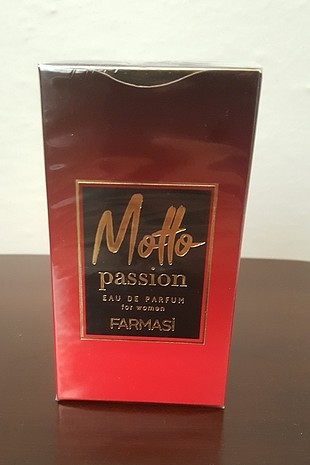 Motto
passion
EAU DE PARFUM
for women
FARMASİ